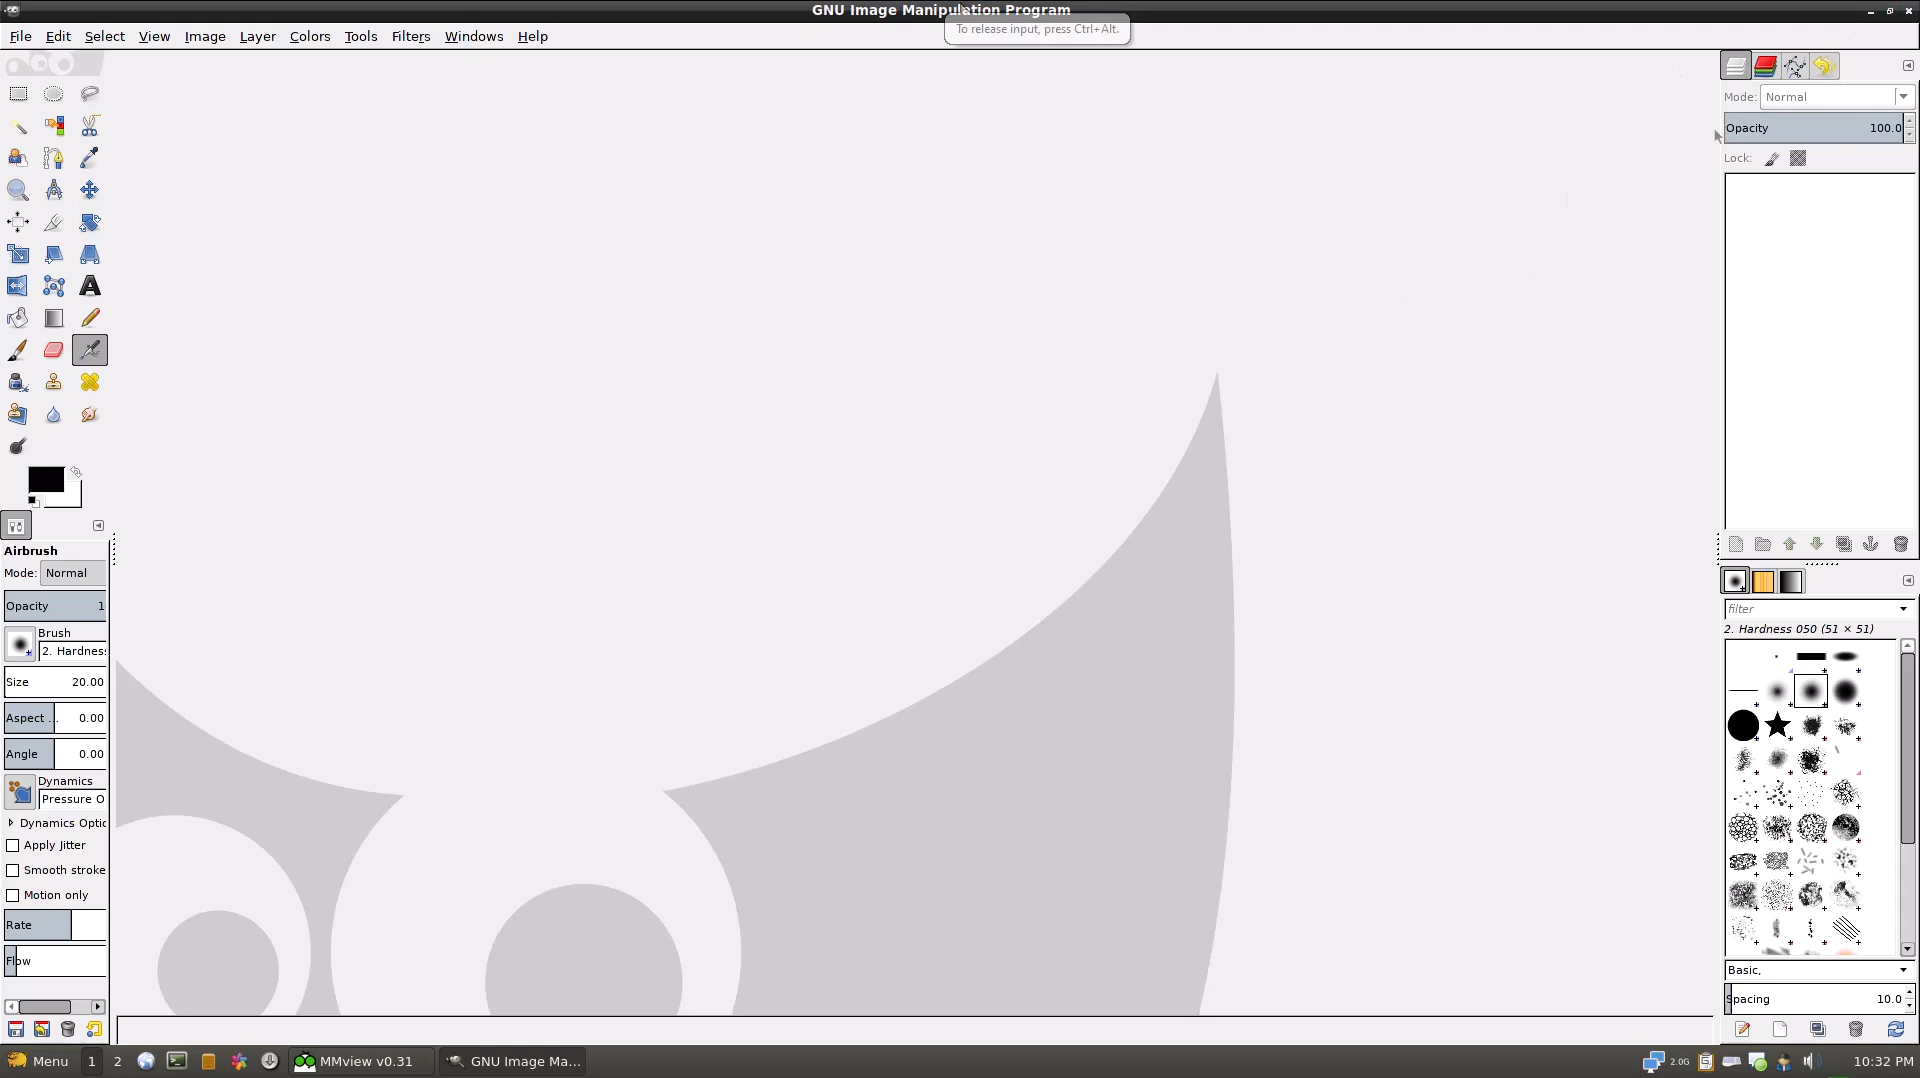 GNU Image Manipulation Program
To release input, press Ctrl+Alt.
File Edit Select View Image Layer Colors Tools Filters Windows Help
Mode: Normal
Opacity 100.0
Lock:
Airbrush
Mode: Normal
Opacity 1
Brush
2. Hardness
Size 20.00
Aspect ... 0.00
Angle 0.00
Dynamics
Pressure O
Dynamics Optic
Apply Jitter
Smooth stroke
Motion only
Rate
Flow
filter
2. Hardness 050 (51 × 51)
Basic,
Spacing 10.0
Menu 1 2 MMview v0.31 GNU Image Ma... 2.0G 10:32 PM